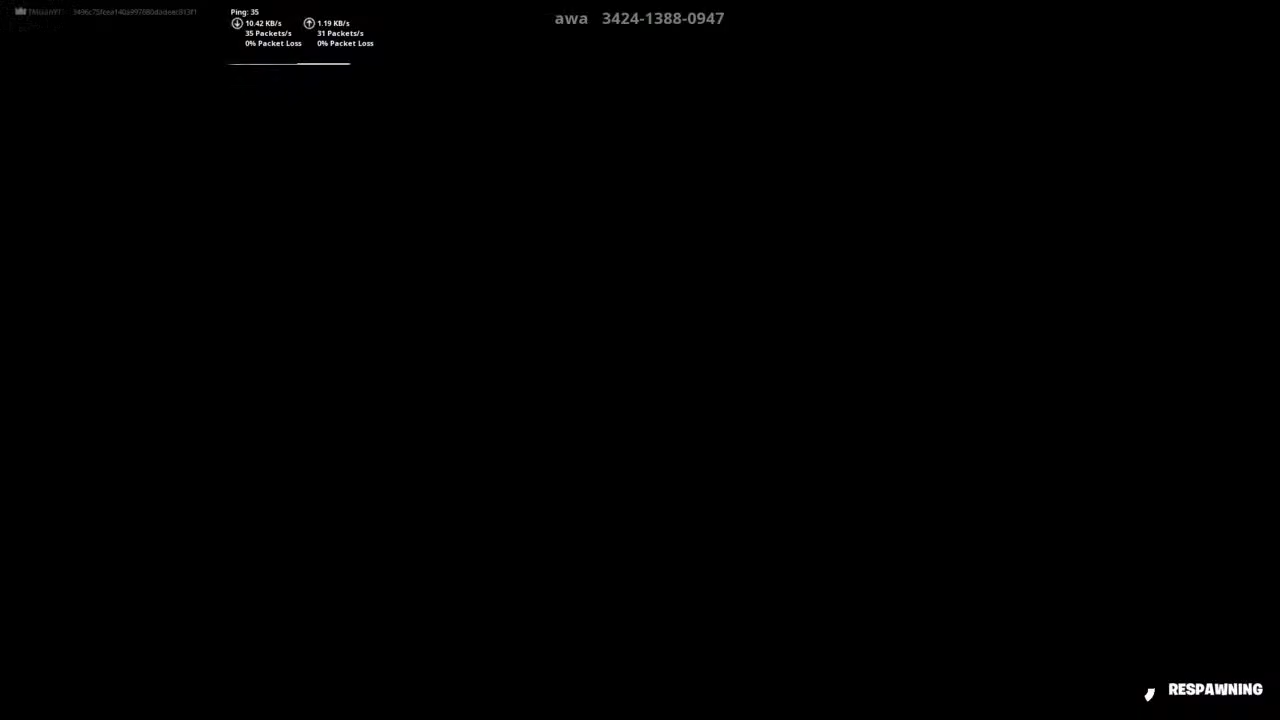 Ping: 35
10.42 KB/s 1.19 KB/s
35 Packets/s 31 Packets/s
0% Packet Loss 0% Packet Loss
awa 3424-1388-0947
RESPAWNING